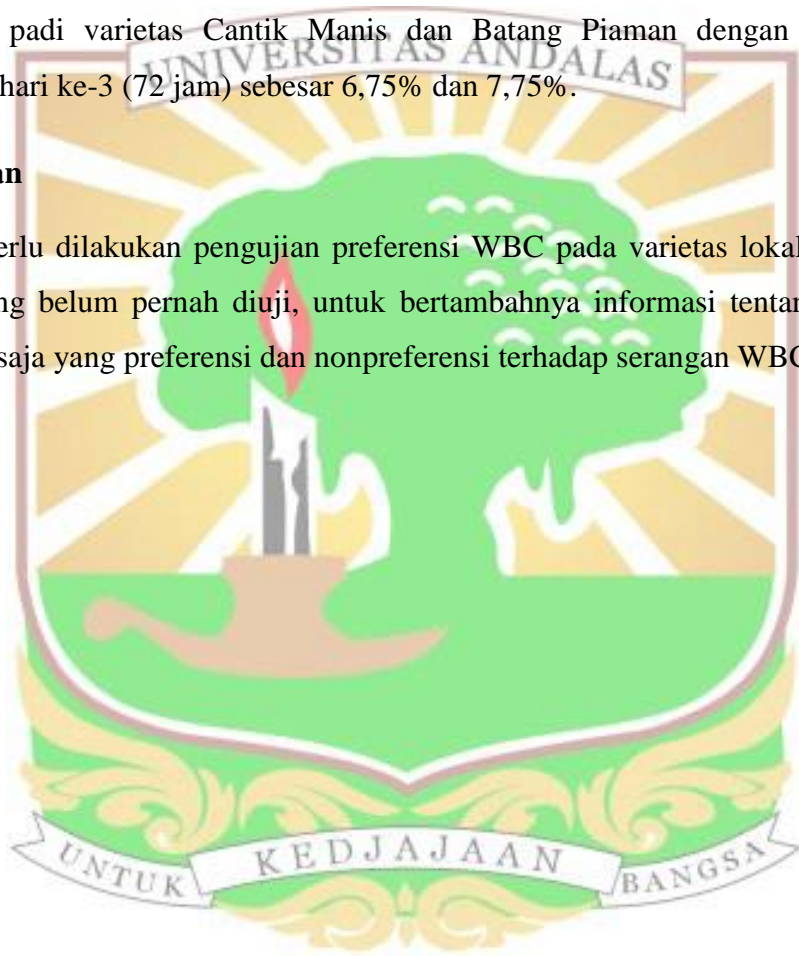 padi varietas Cantik Manis dan Batang Piaman dengan
UNIVERSITAS ANDALAS
hari ke-3 (72 jam) sebesar 6,75% dan 7,75%.
an
erlu dilakukan pengujian preferensi WBC pada varietas lokal
ng belum pernah diuji, untuk bertambahnya informasi tentan
saja yang preferensi dan nonpreferensi terhadap serangan WBC
UNTUK KEDJAJAAN BANGSA